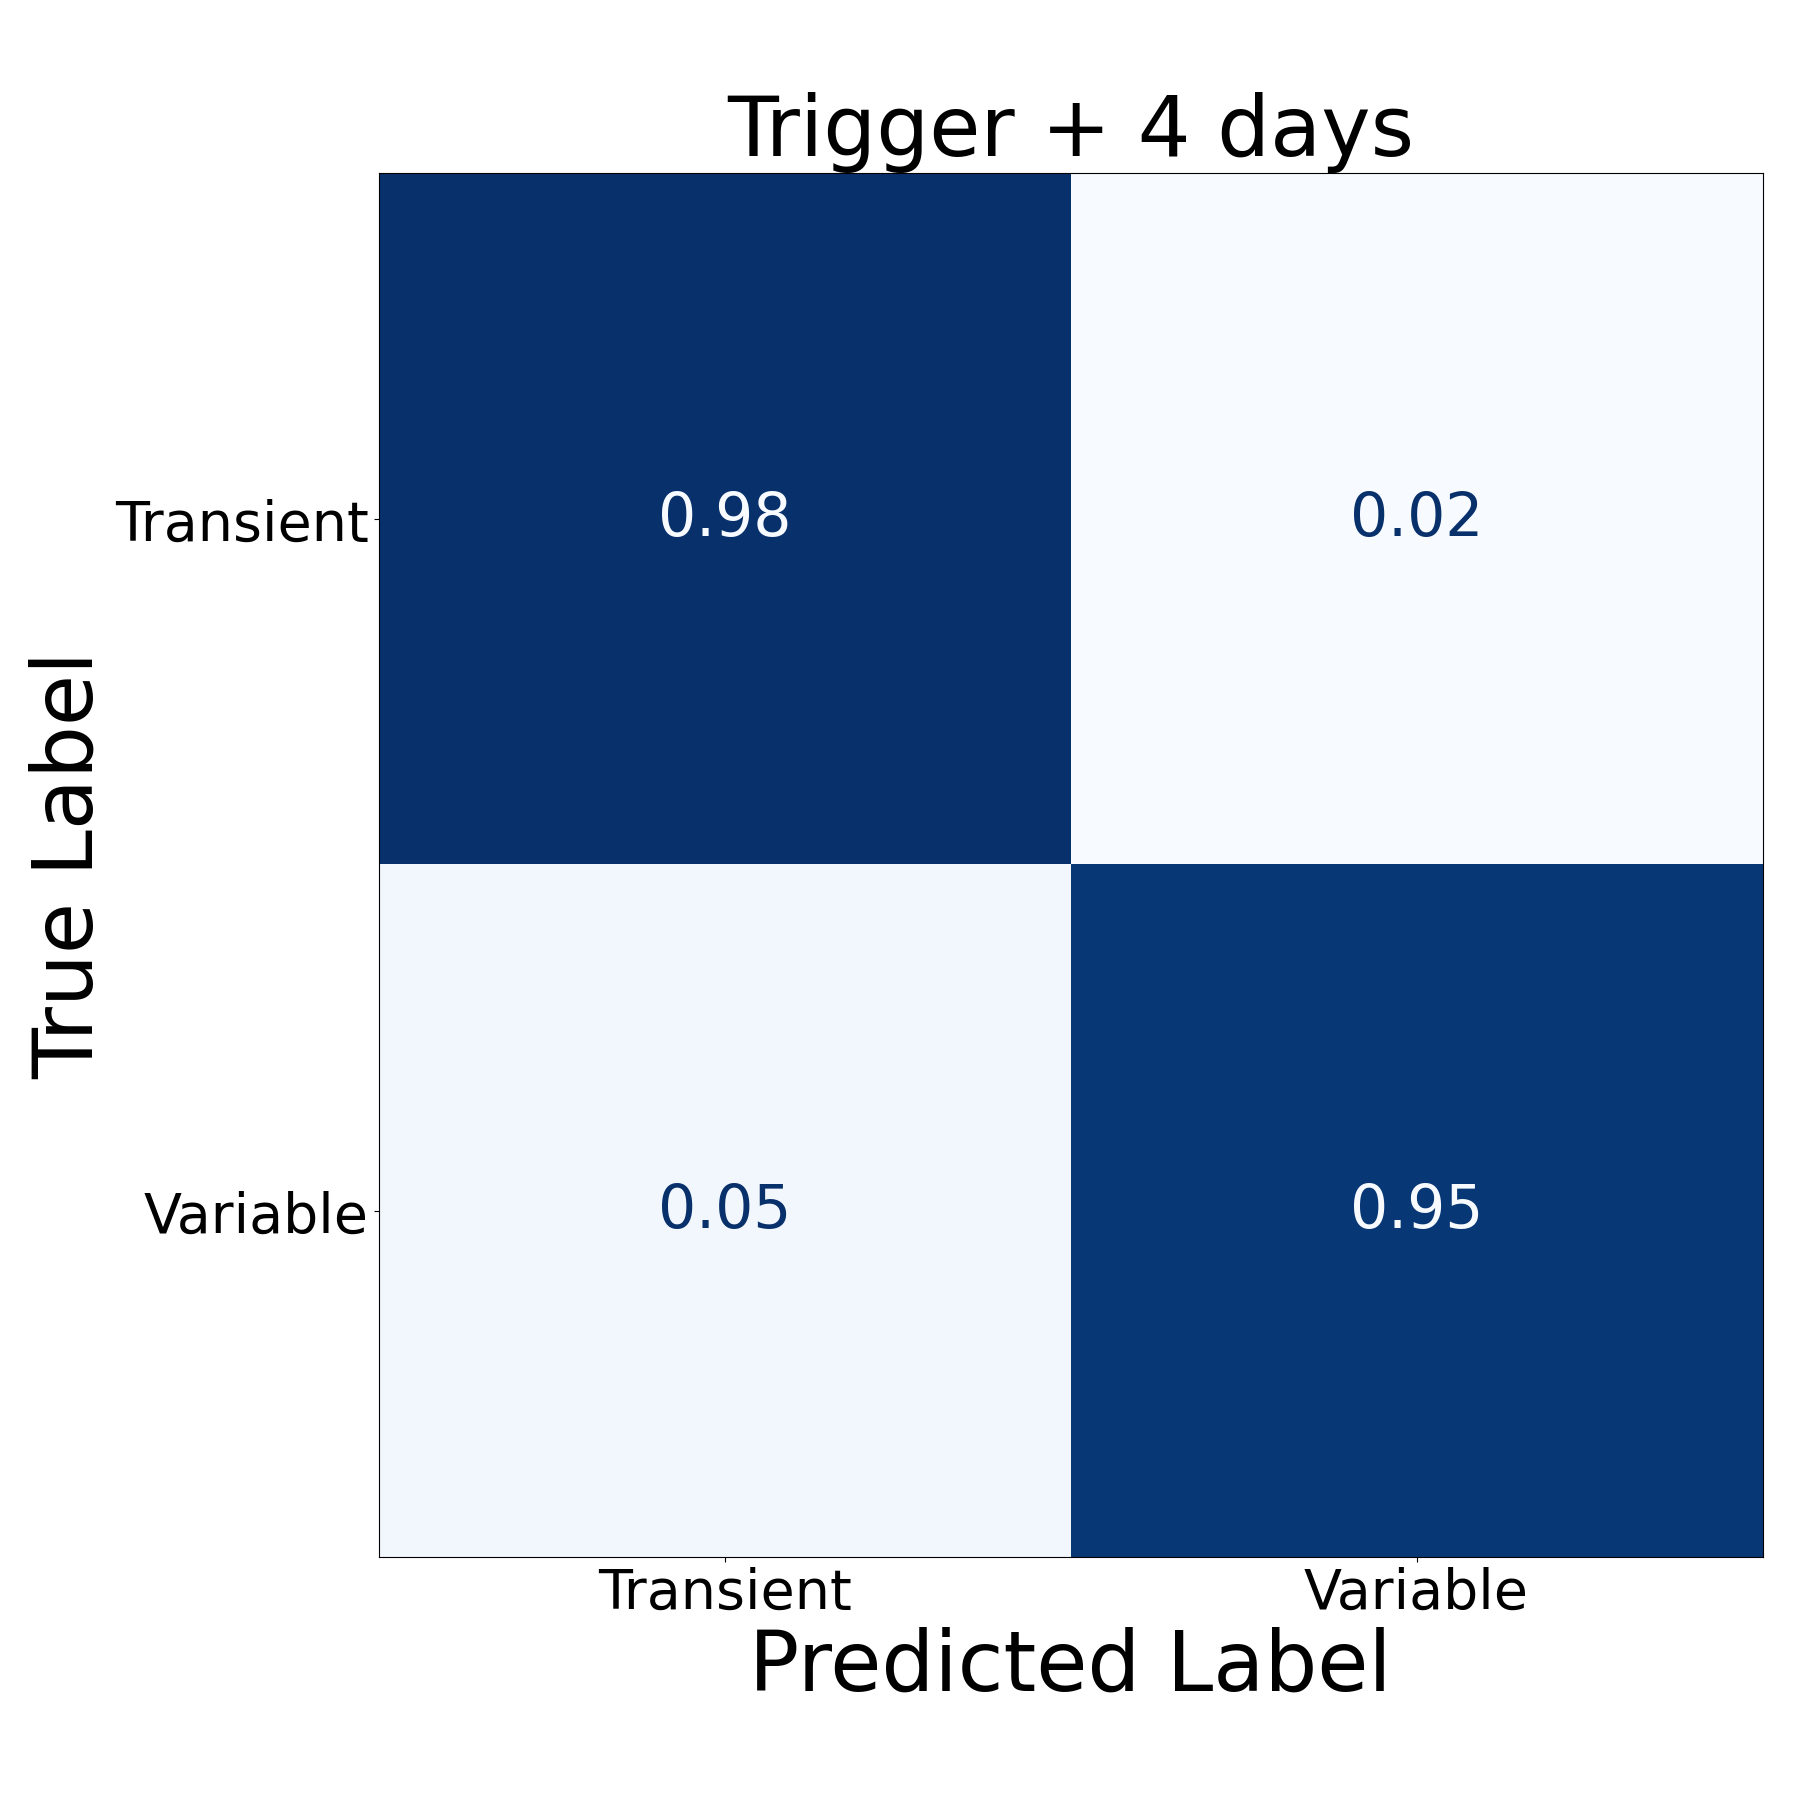 Trigger + 4 days
True Label
Transient
0.98
0.02
Variable
0.05
0.95
Transient
Variable
Predicted Label